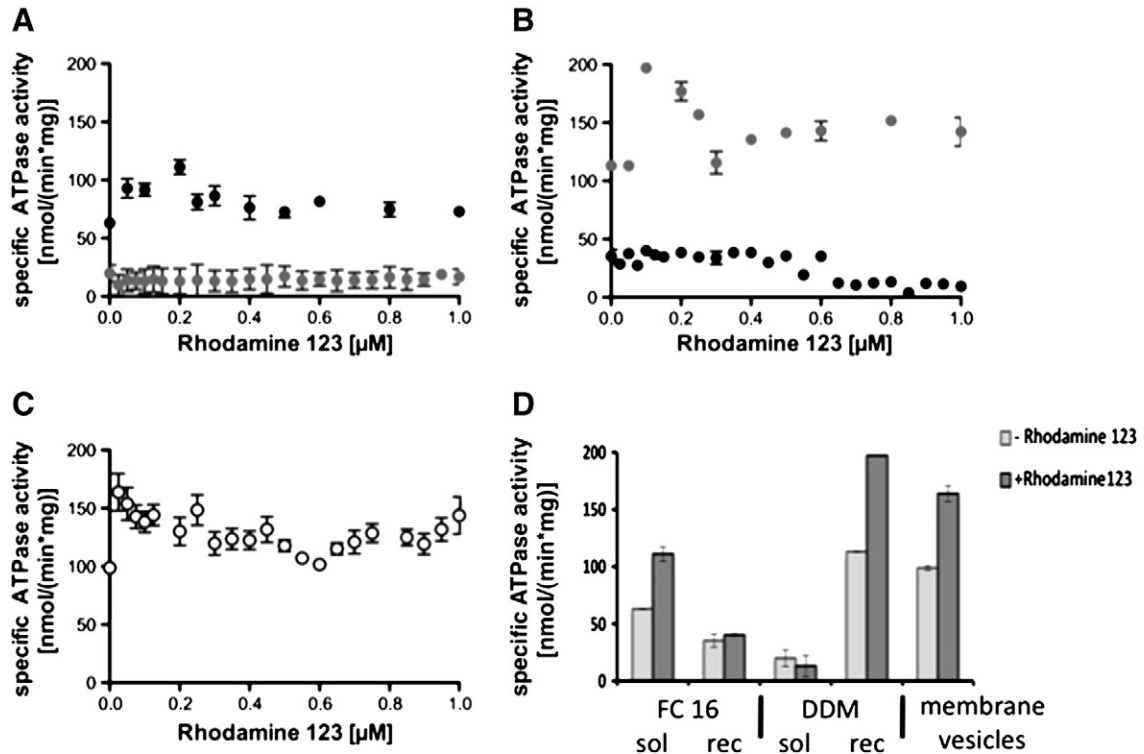 A
specific ATPase activity
[nmol/(min*mg)]
200
150
100
50
0
0.0 0.2 0.4 0.6 0.8 1.0
Rhodamine 123 [µM]
B
specific ATPase activity
[nmol/(min*mg)]
200
150
100
50
0
0.0 0.2 0.4 0.6 0.8 1.0
Rhodamine 123 [µM]
C
specific ATPase activity
[nmol/(min*mg)]
200
150
100
50
0
0.0 0.2 0.4 0.6 0.8 1.0
Rhodamine 123 [µM]
D
specific ATPase activity
[nmol/(min*mg)]
200
150
100
50
0
- Rhodamine 123
+Rhodamine123
FC 16 DDM membrane
sol rec sol rec vesicles